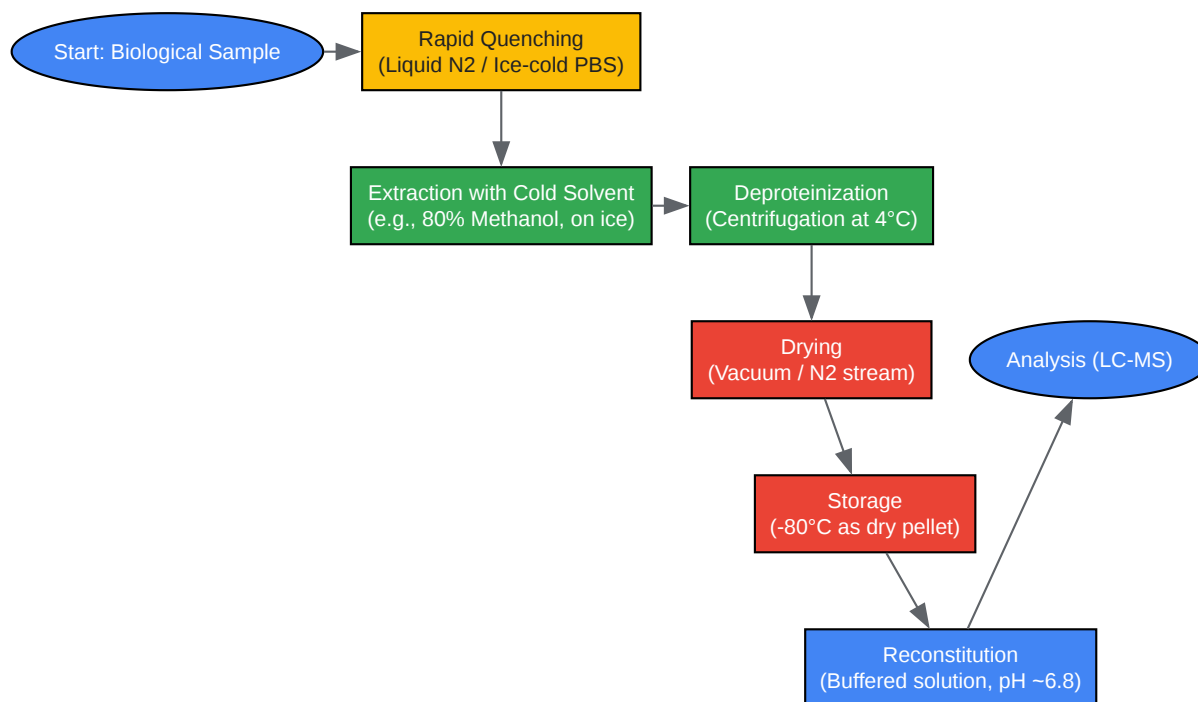 Start: Biological Sample
Rapid Quenching
(Liquid N2 / Ice-cold PBS)
Extraction with Cold Solvent
(e.g., 80% Methanol, on ice)
Deproteinization
(Centrifugation at 4°C)
Drying
(Vacuum / N2 stream)
Storage
(-80°C as dry pellet)
Reconstitution
(Buffered solution, pH ~6.8)
Analysis (LC-MS)